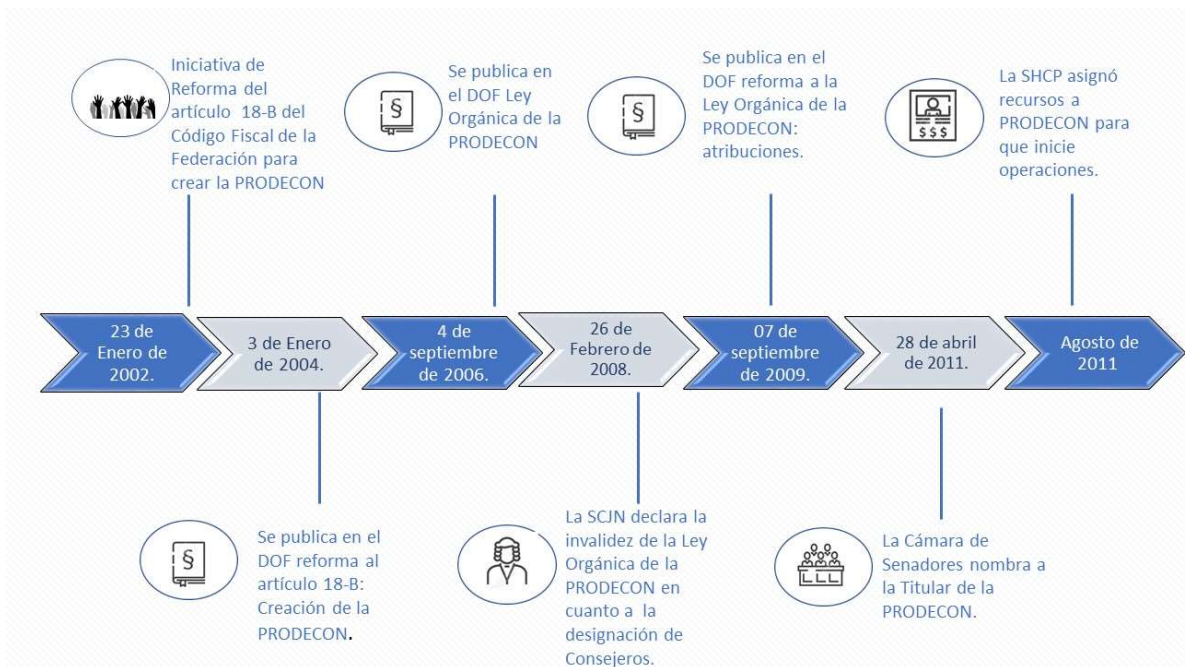 Iniciativa de
Reforma del
artículo 18-B del
Código Fiscal de la
Federación para
crear la PRODECON
§
Se publica en
el DOF Ley
Orgánica de la
PRODECON
§
Se publica en el
DOF reforma a la
Ley Orgánica de la
PRODECON:
atribuciones.
$$$
La SHCP asignó
recursos a
PRODECON para
que inicie
operaciones.
23 de
Enero de
2002.
3 de Enero
de 2004.
4 de
septiembre
de 2006.
26 de
Febrero de
2008.
07 de
septiembre
de 2009.
28 de abril
de 2011.
Agosto de
2011
§
Se publica en el
DOF reforma al
artículo 18-B:
Creación de la
PRODECON.
La SCJN declara la
invalidez de la Ley
Orgánica de la
PRODECON en
cuanto a la
designación de
Consejeros.
La Cámara de
Senadores nombra a
la Titular de la
PRODECON.